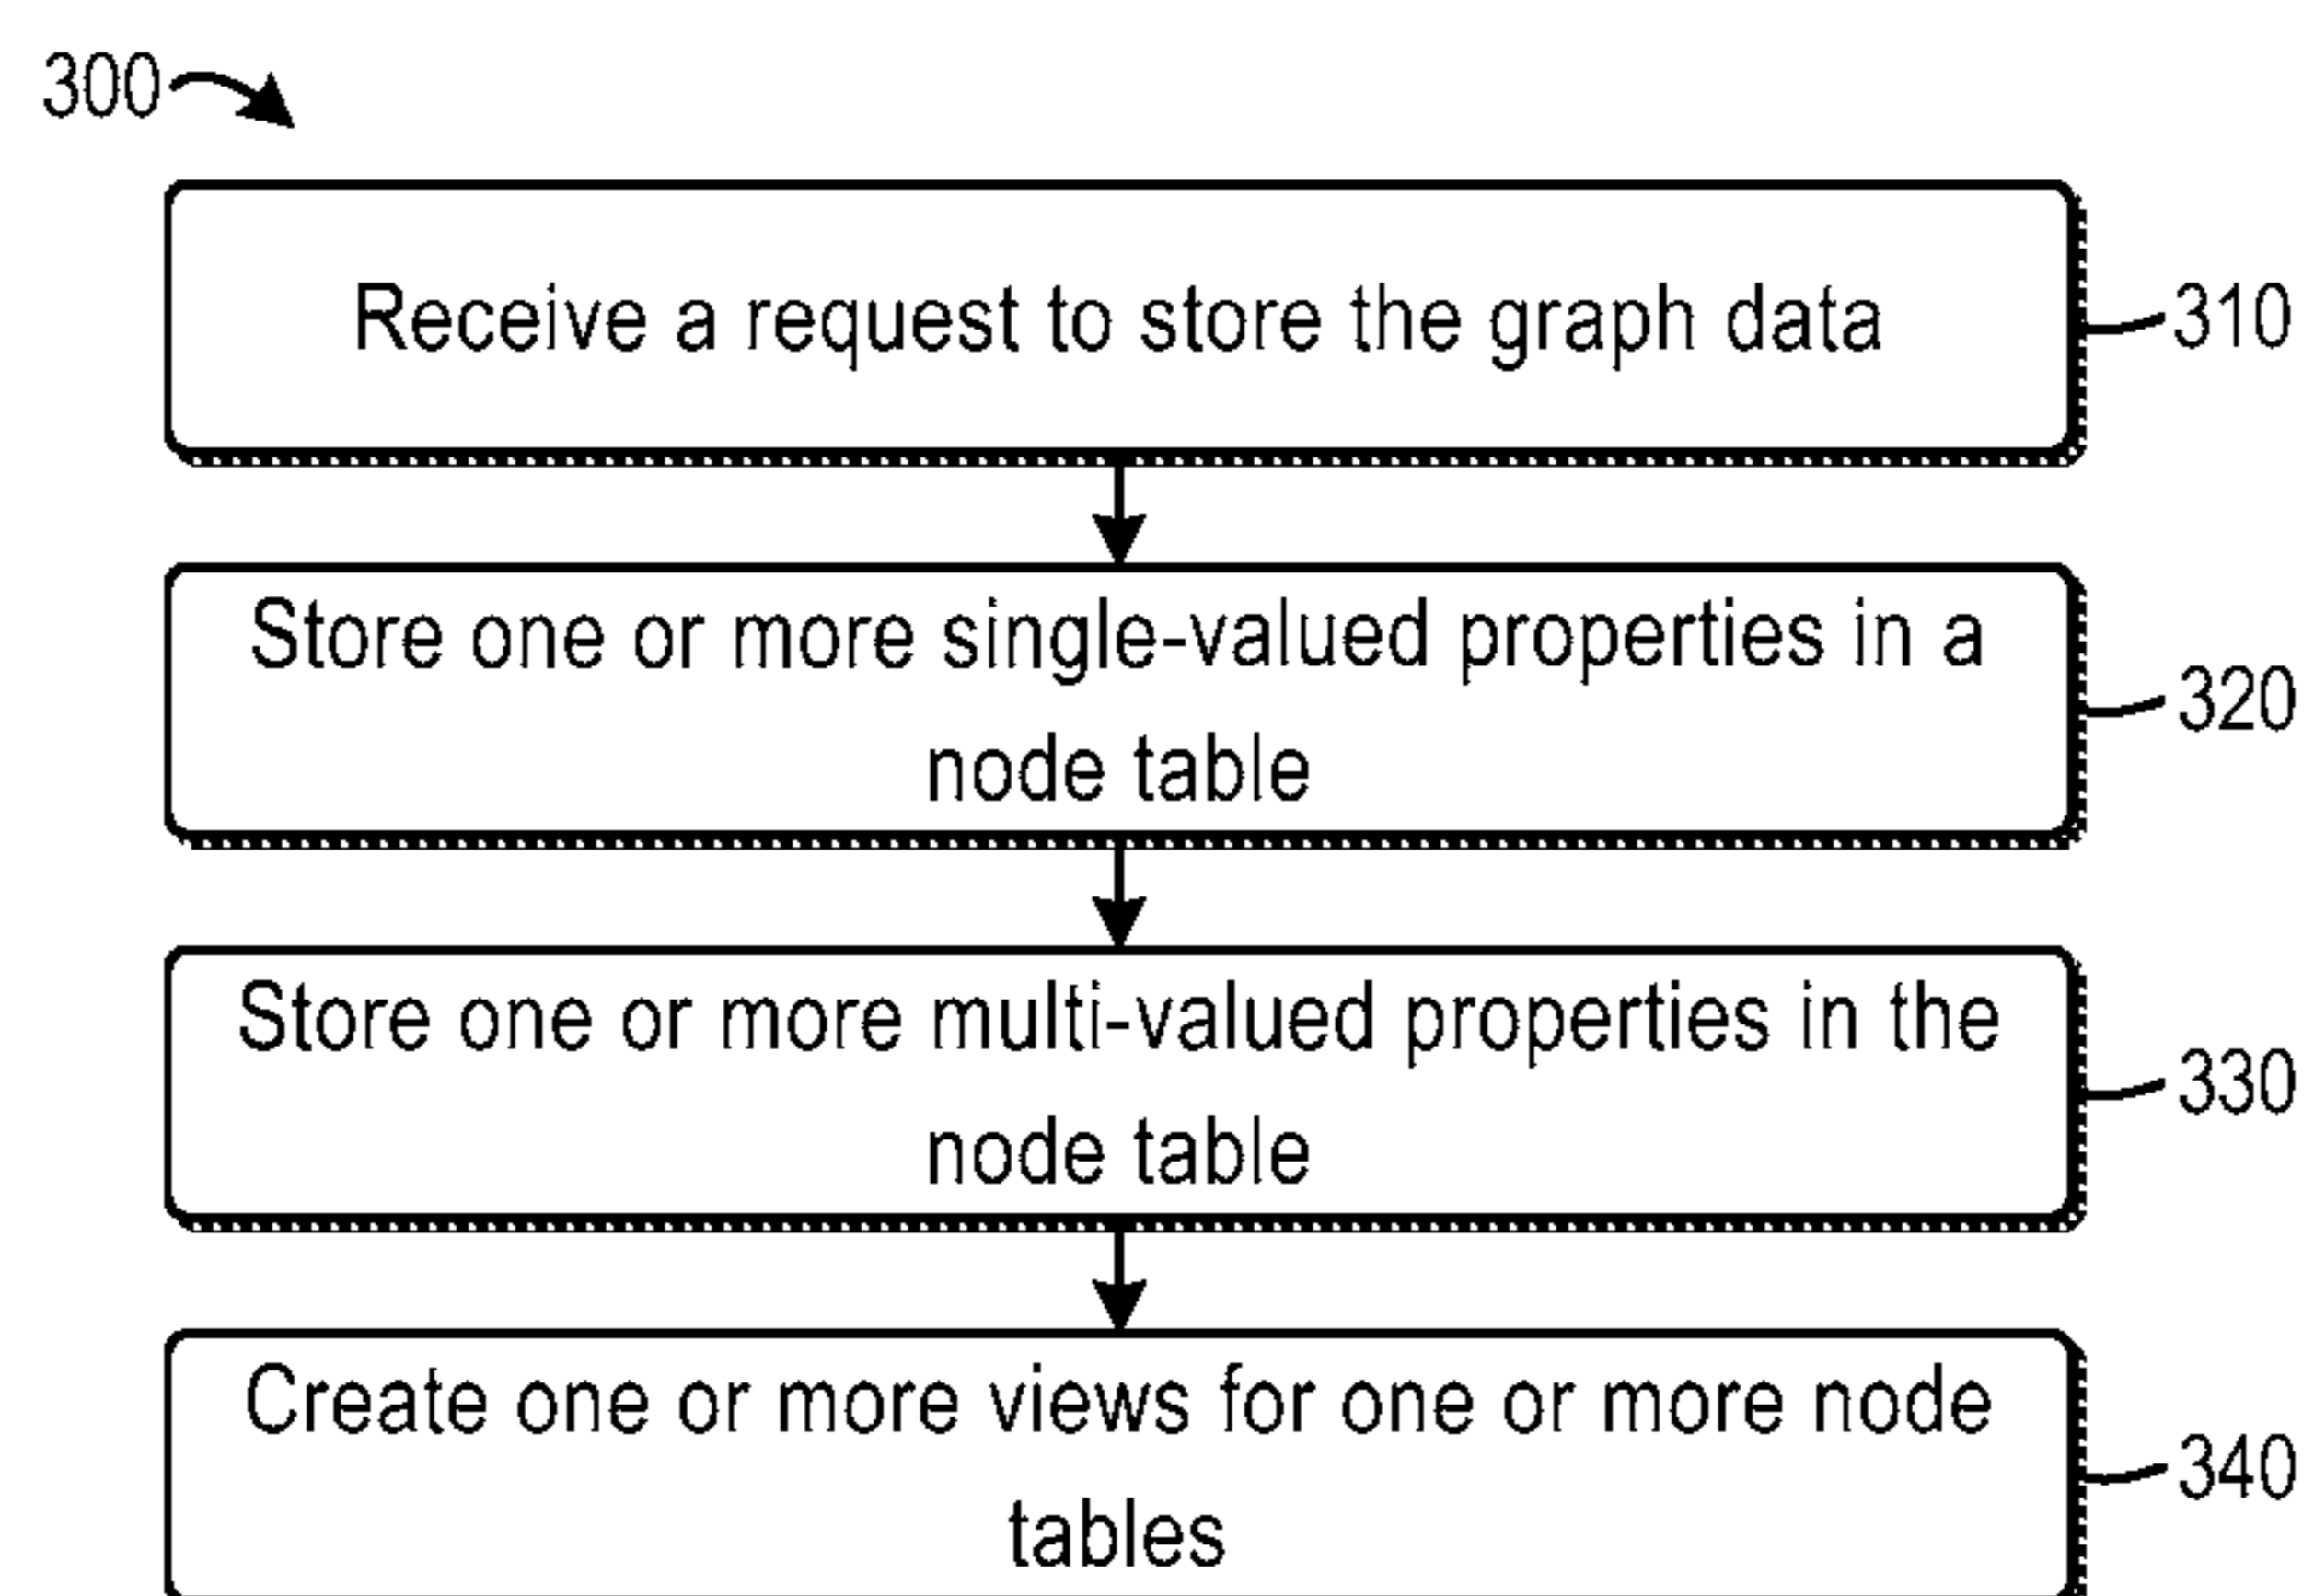 300
Receive a request to store the graph data
310
Store one or more single-valued properties in a
node table
320
Store one or more multi-valued properties in the
node table
330
Create one or more views for one or more node
tables
340